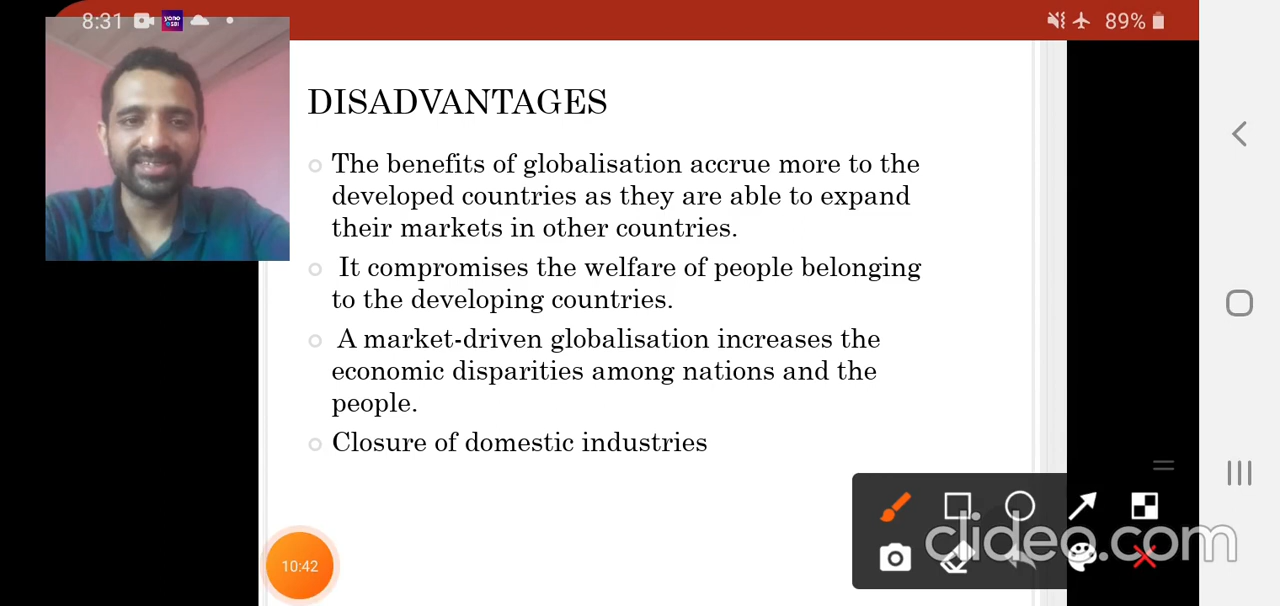 8:31
yono
SBI
89%
DISADVANTAGES
The benefits of globalisation accrue more to the
developed countries as they are able to expand
their markets in other countries.
It compromises the welfare of people belonging
to the developing countries.
A market-driven globalisation increases the
economic disparities among nations and the
people.
Closure of domestic industries
clideo.com
10:42